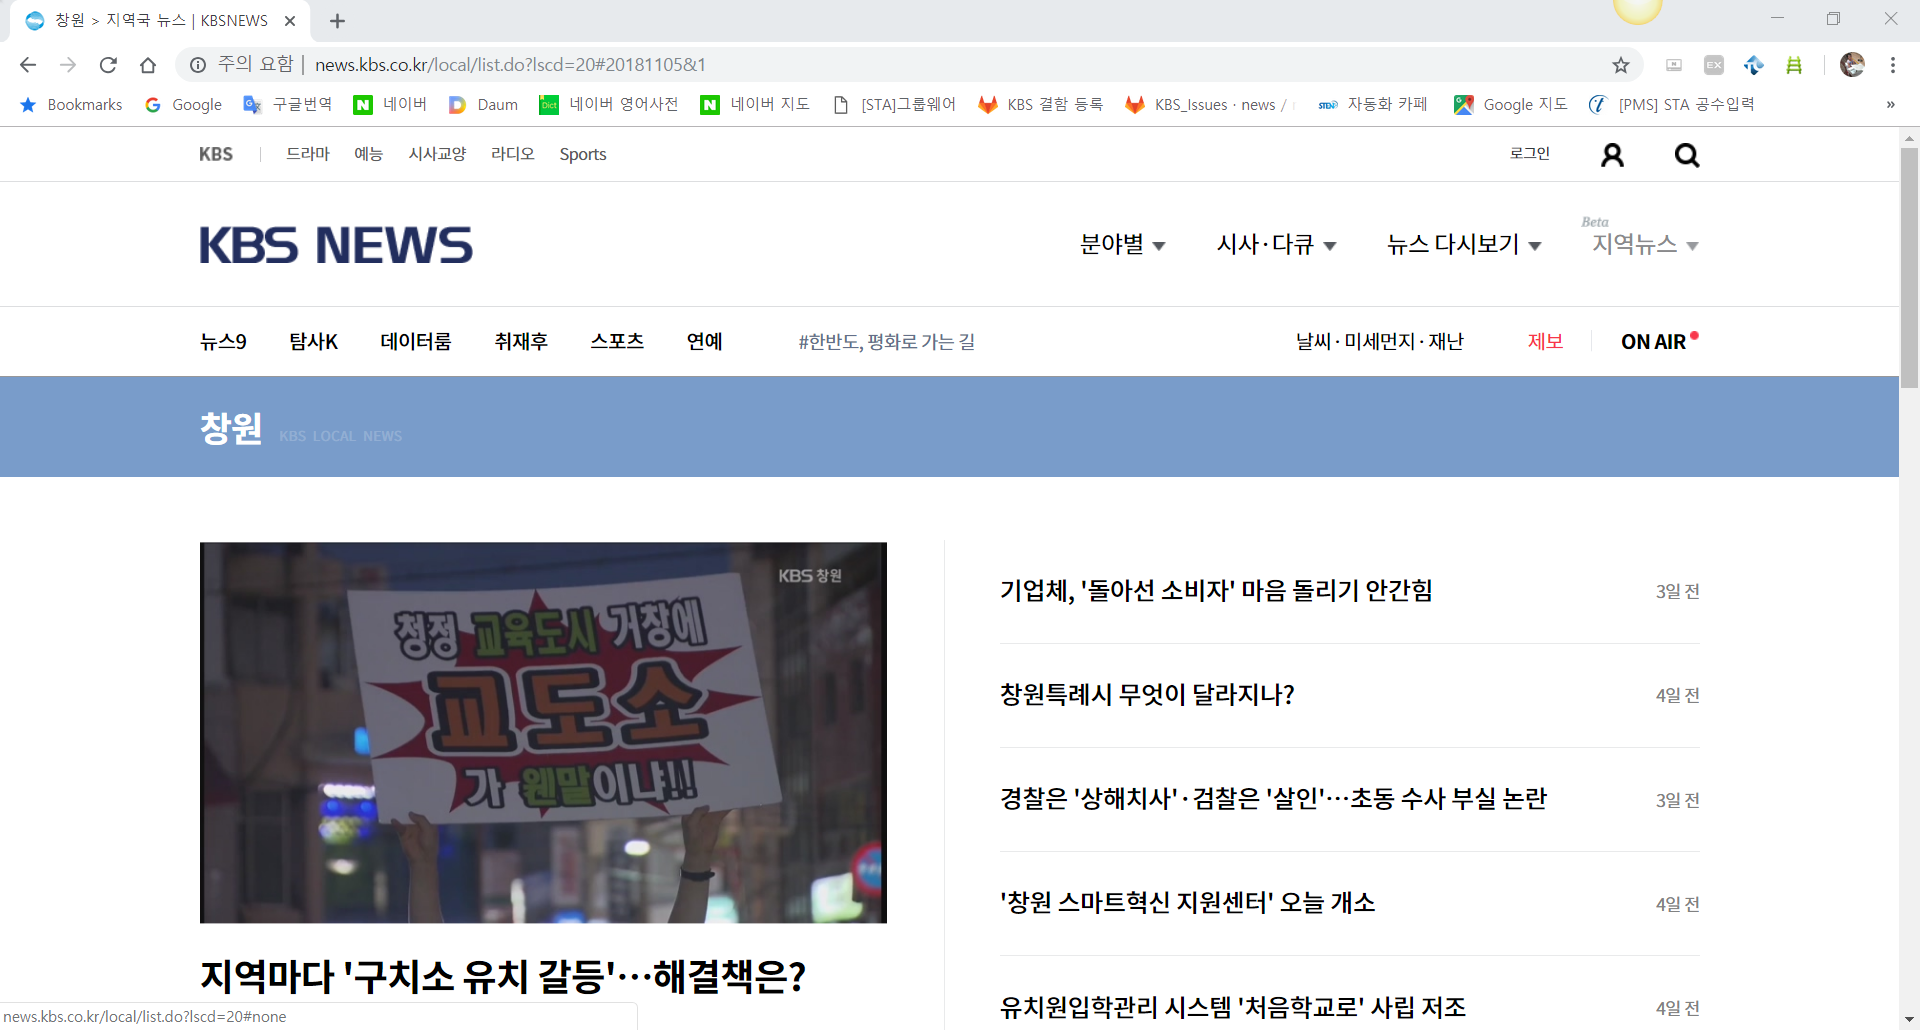 창원 > 지역국 뉴스 | KBSNEWS
주의 요함 | news.kbs.co.kr/local/list.do?lscd=20#20181105&1
Bookmarks Google 구글번역 네이버 Daum 네이버 영어사전 네이버 지도 [STA]그룹웨어 KBS 결함 등록 KBS_Issues · news / 자동화 카페 Google 지도 [PMS] STA 공수입력 »
KBS 드라마 예능 시사교양 라디오 Sports 로그인
Beta
KBS NEWS 분야별 시사·다큐 뉴스 다시보기 지역뉴스
뉴스9 탐사K 데이터룸 취재후 스포츠 연예 #한반도, 평화로 가는 길 날씨·미세먼지·재난 제보 ON AIR
창원 KBS LOCAL NEWS
KBS 창원
청정 교육도시 거창에
교도소
가 웬말이냐!!!
지역마다 '구치소 유치 갈등'…해결책은?
기업체, '돌아선 소비자' 마음 돌리기 안간힘 3일 전
창원특례시 무엇이 달라지나? 4일 전
경찰은 '상해치사'·검찰은 '살인'…초동 수사 부실 논란 3일 전
'창원 스마트혁신 지원센터' 오늘 개소 4일 전
유치원입학관리 시스템 '처음학교로' 사립 저조 4일 전
news.kbs.co.kr/local/list.do?lscd=20#none